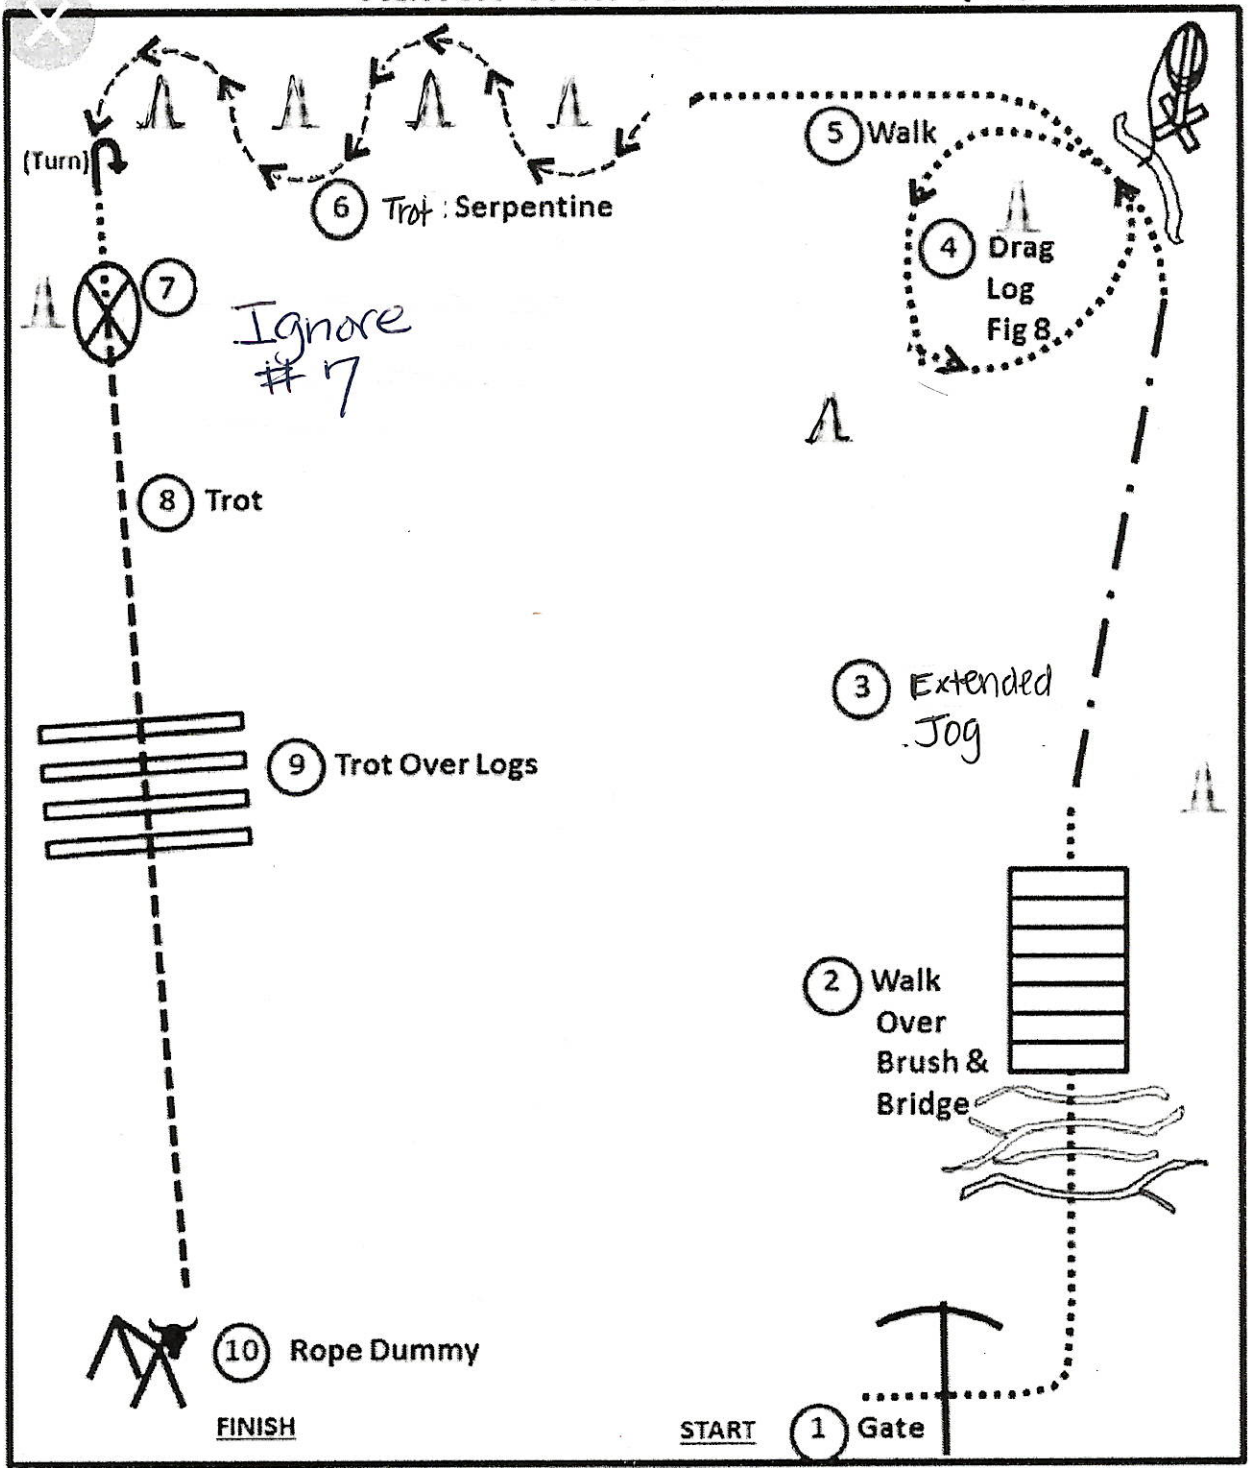 5 Walk
(Turn)
6 Trot : Serpentine
4 Drag
Log
Fig 8
7
Ignore
# 7
8 Trot
3 Extended
Jog
9 Trot Over Logs
2 Walk
Over
Brush &
Bridge
10 Rope Dummy
FINISH
START 1 Gate